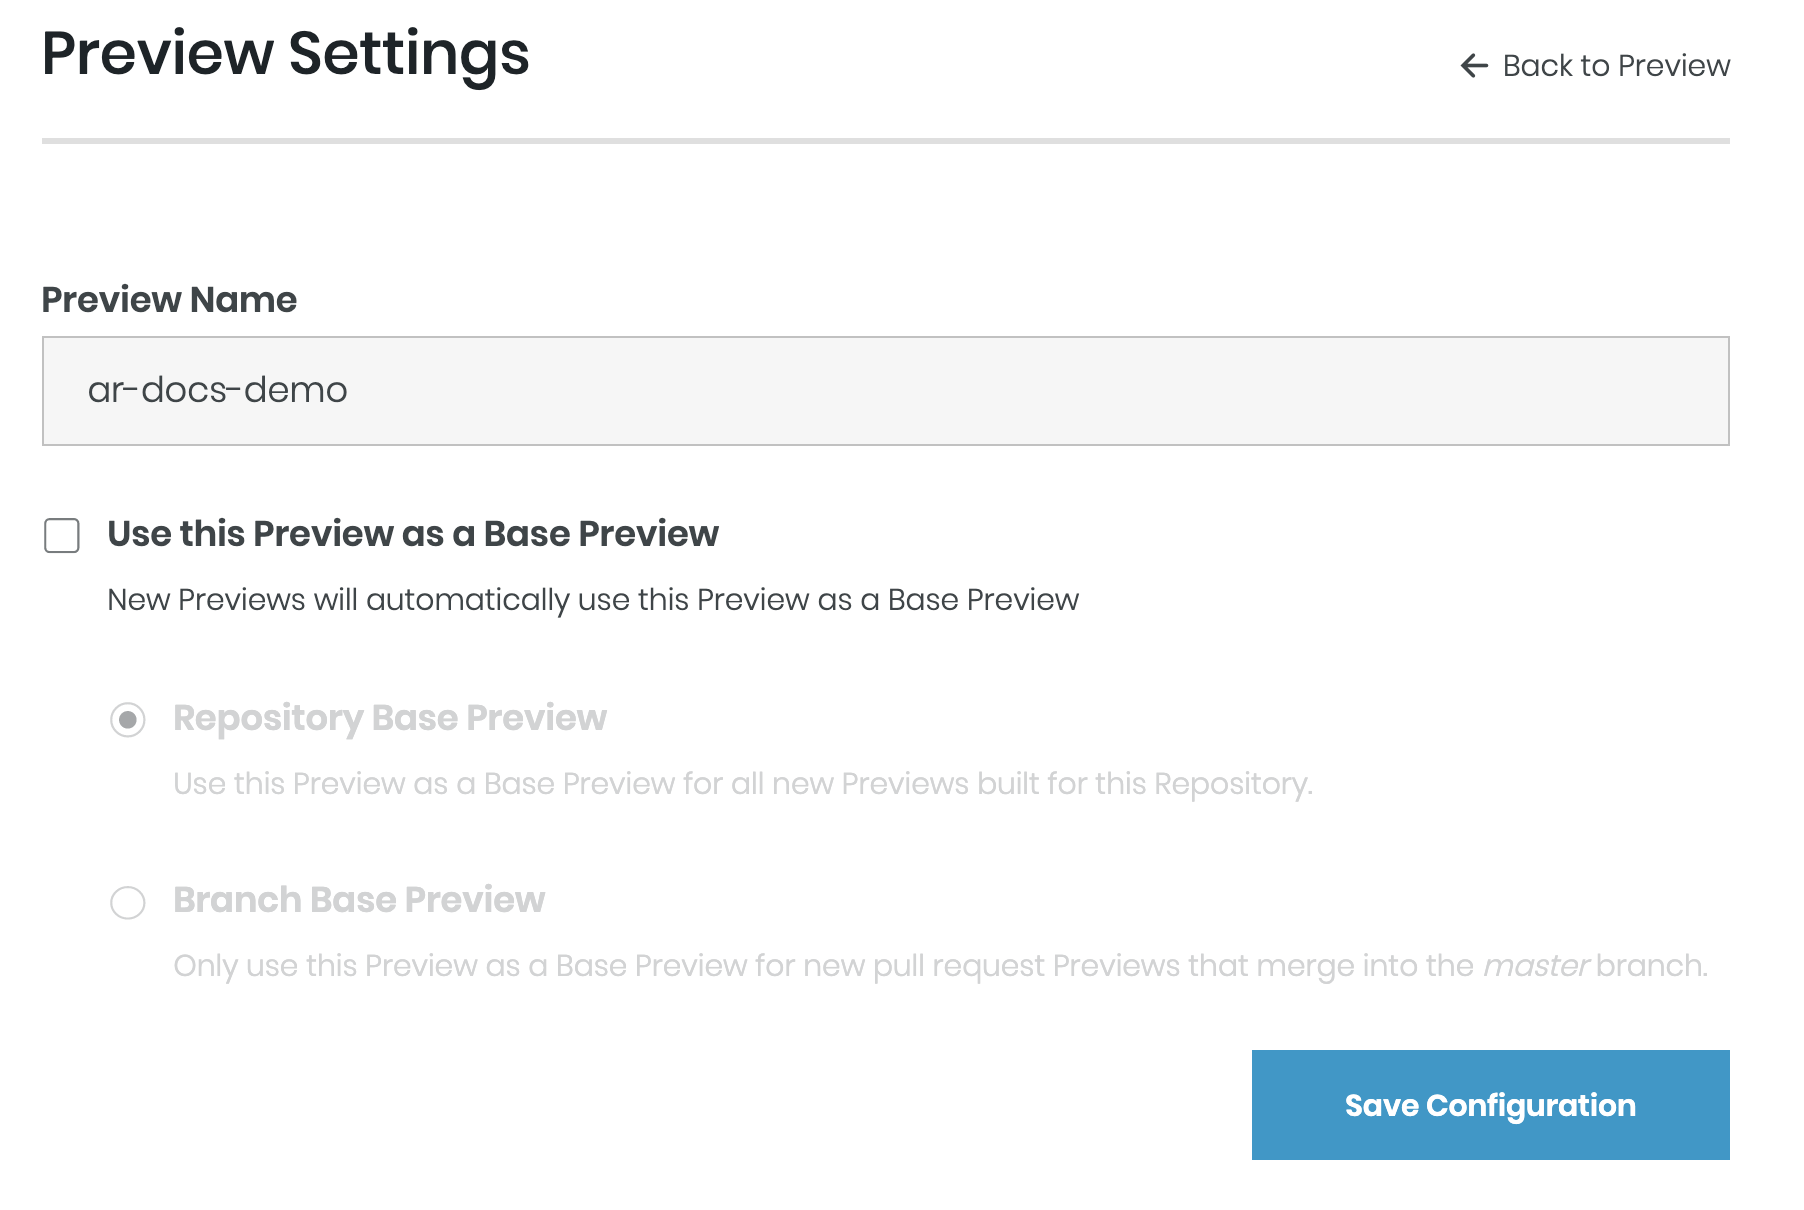 Preview Settings
← Back to Preview
Preview Name
ar-docs-demo
Use this Preview as a Base Preview
New Previews will automatically use this Preview as a Base Preview
Repository Base Preview
Use this Preview as a Base Preview for all new Previews built for this Repository.
Branch Base Preview
Only use this Preview as a Base Preview for new pull request Previews that merge into the master branch.
Save Configuration